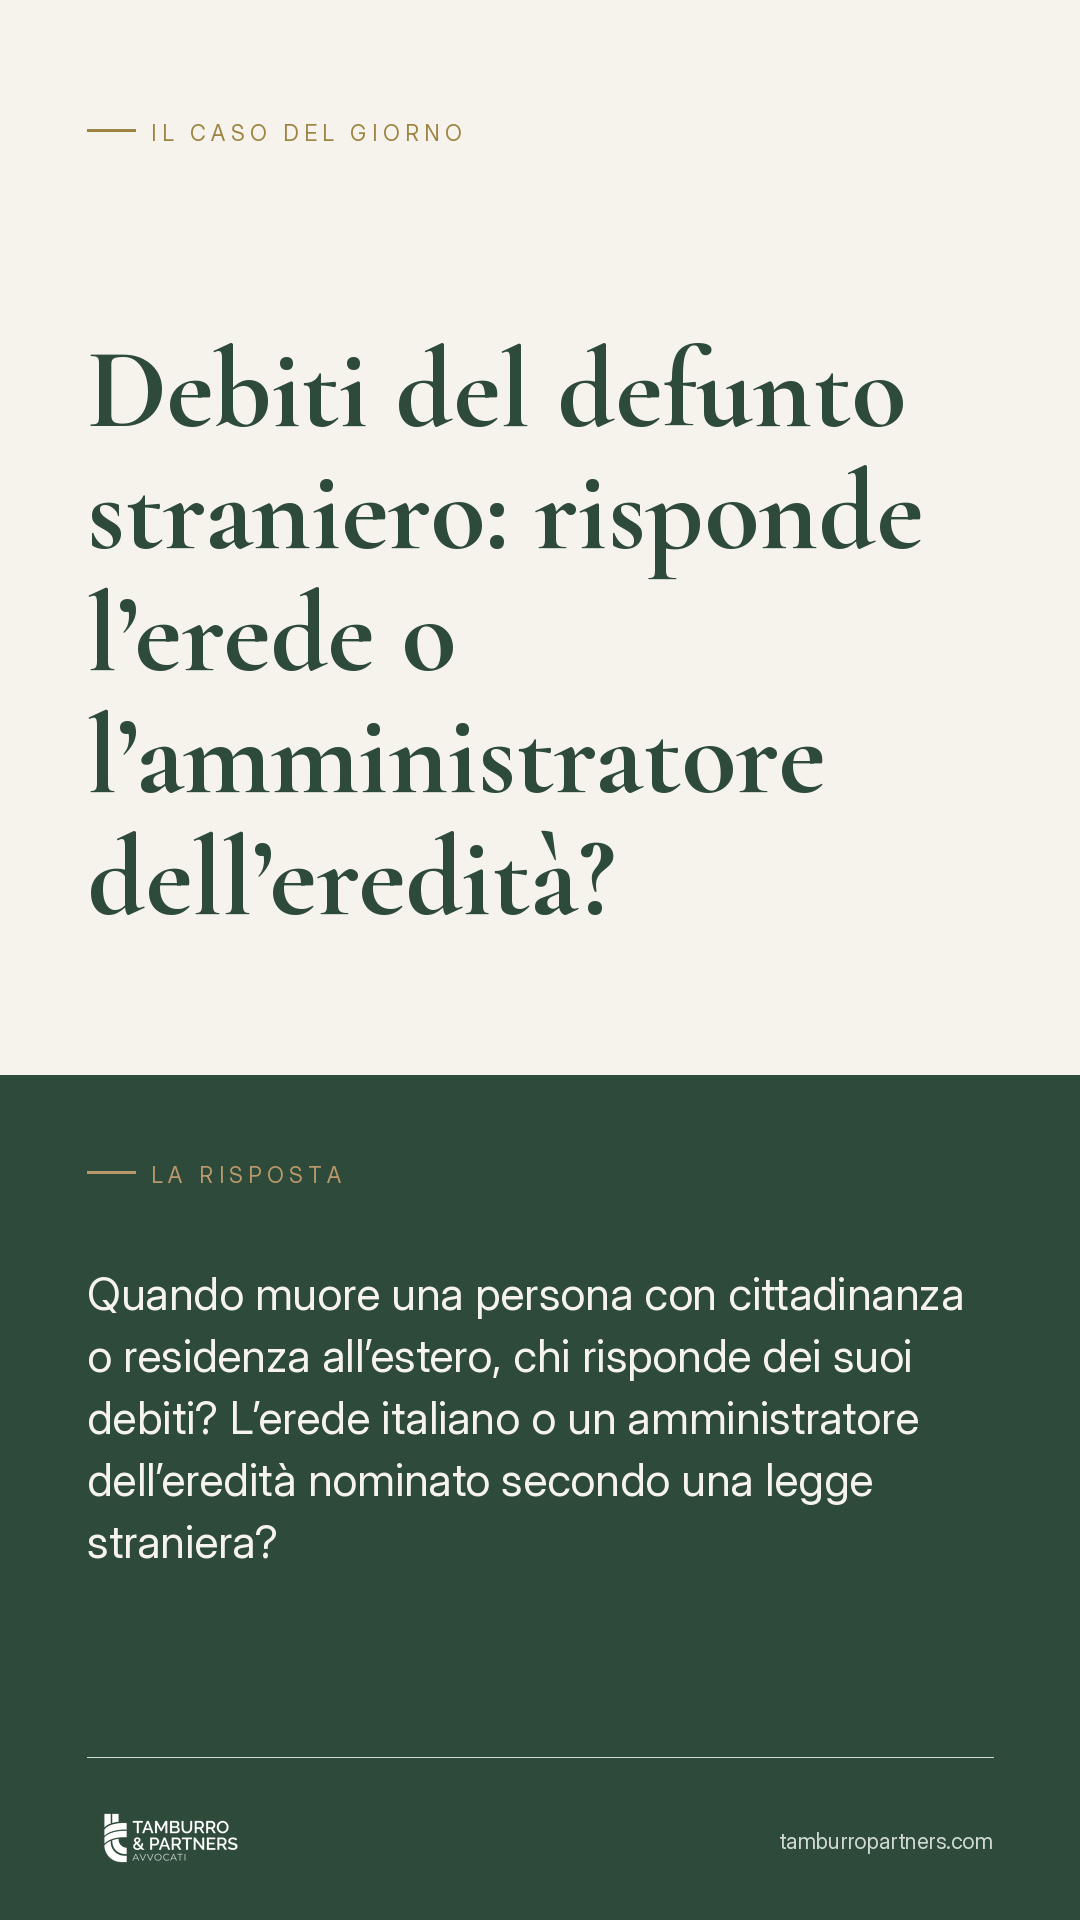 IL CASO DEL GIORNO
Debiti del defunto
straniero: risponde
l’erede o
l’amministratore
dell’eredità?
LA RISPOSTA
Quando muore una persona con cittadinanza
o residenza all’estero, chi risponde dei suoi
debiti? L’erede italiano o un amministratore
dell’eredità nominato secondo una legge
straniera?
TAMBURRO
& PARTNERS
AVVOCATI
tamburropartners.com